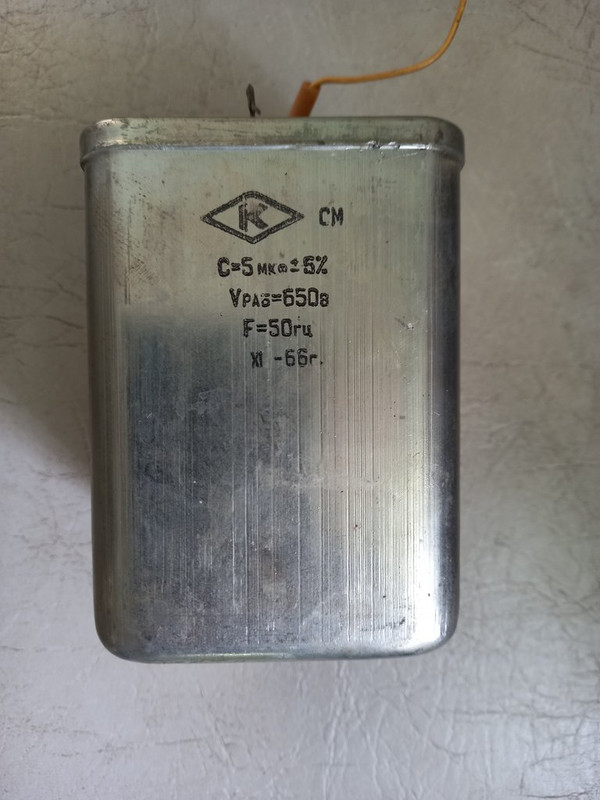 К СМ
C=5 мкф ±5%
Vраб=650в
F=50гц
XI -66г.